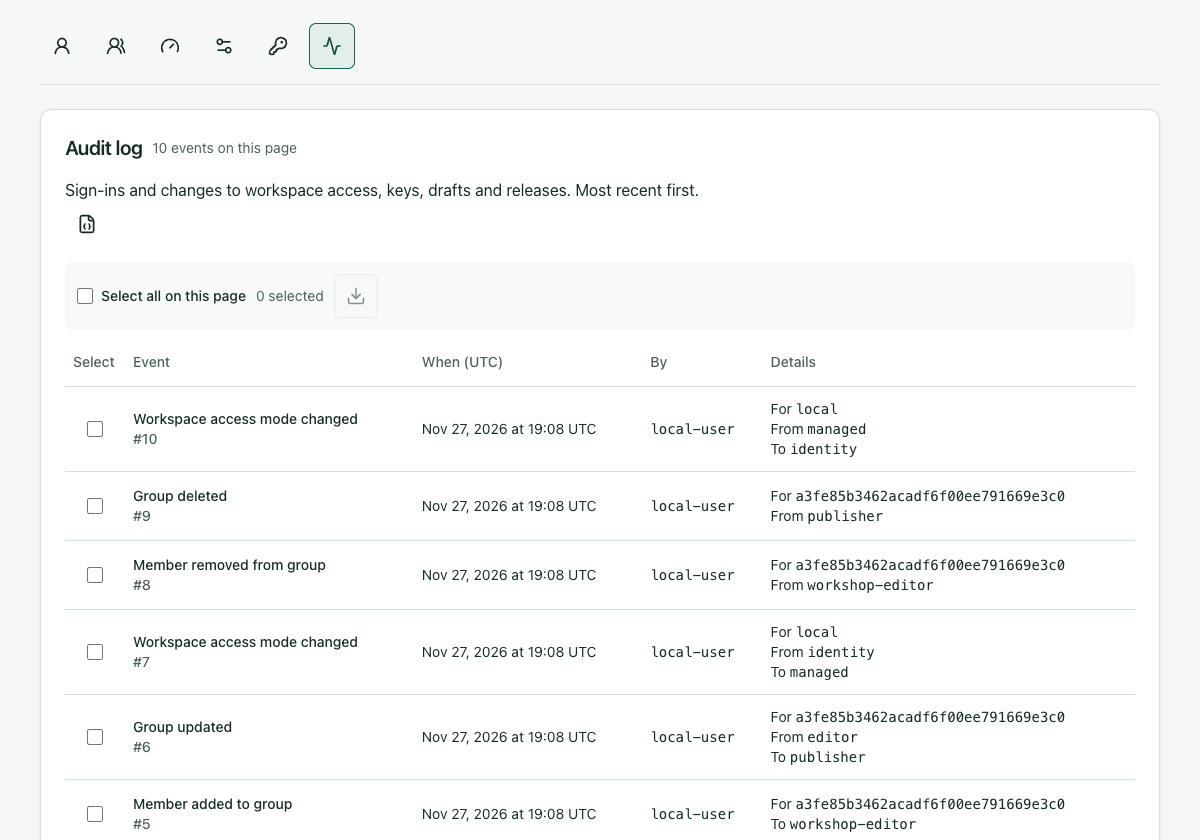 Audit log 10 events on this page
Sign-ins and changes to workspace access, keys, drafts and releases. Most recent first.
Select all on this page 0 selected
Select Event When (UTC) By Details
Workspace access mode changed
#10
Nov 27, 2026 at 19:08 UTC
local-user
For local
From managed
To identity
Group deleted
#9
Nov 27, 2026 at 19:08 UTC
local-user
For a3fe85b3462acadf6f00ee791669e3c0
From publisher
Member removed from group
#8
Nov 27, 2026 at 19:08 UTC
local-user
For a3fe85b3462acadf6f00ee791669e3c0
From workshop-editor
Workspace access mode changed
#7
Nov 27, 2026 at 19:08 UTC
local-user
For local
From identity
To managed
Group updated
#6
Nov 27, 2026 at 19:08 UTC
local-user
For a3fe85b3462acadf6f00ee791669e3c0
From editor
To publisher
Member added to group
#5
Nov 27, 2026 at 19:08 UTC
local-user
For a3fe85b3462acadf6f00ee791669e3c0
To workshop-editor